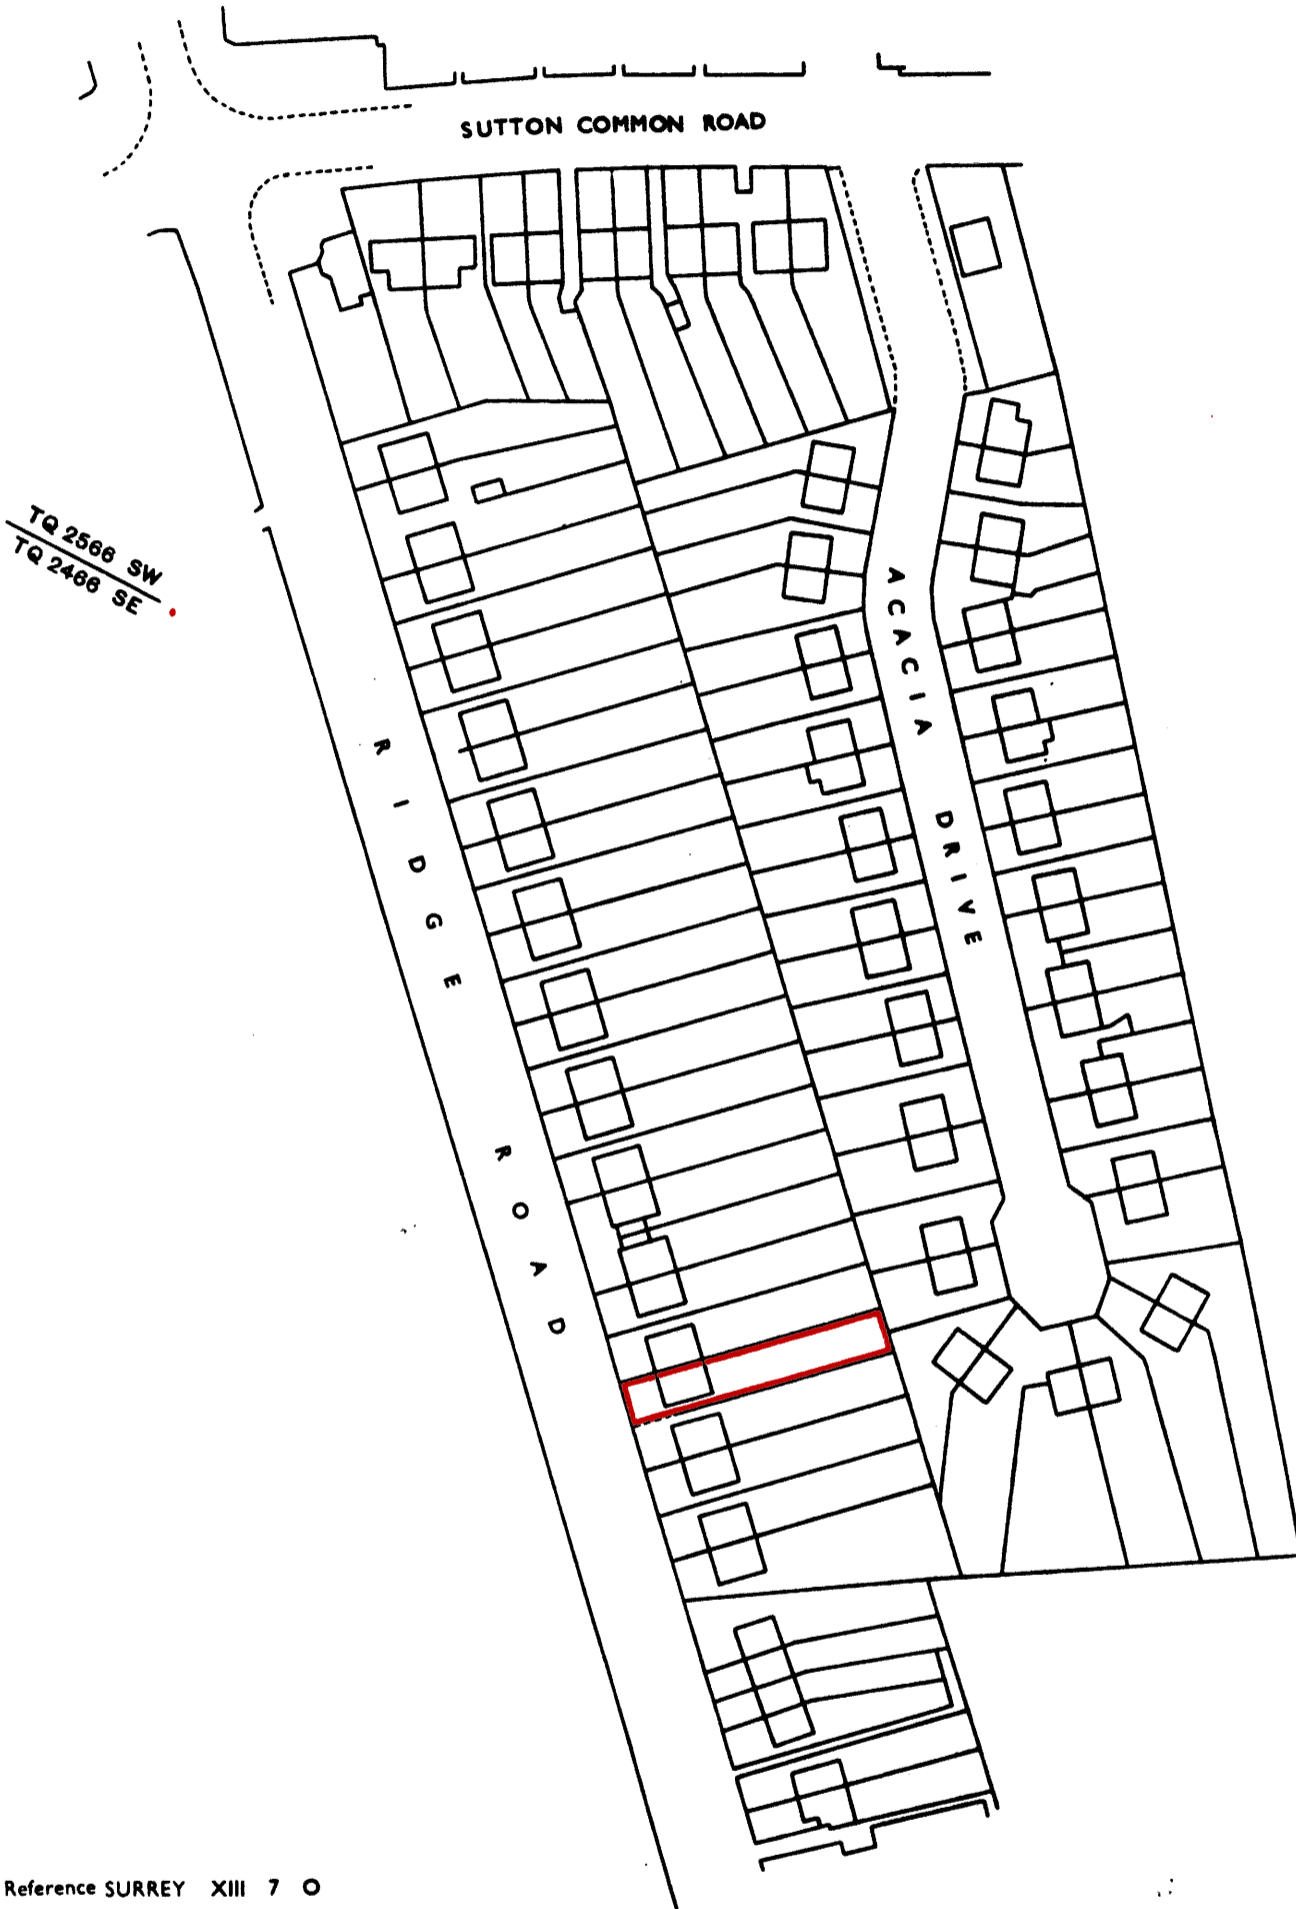 SUTTON COMMON ROAD
TQ 2566 SW
TQ 2466 SE
ACACIA DRIVE
RIDGE ROAD
Reference SURREY XIII 7 O